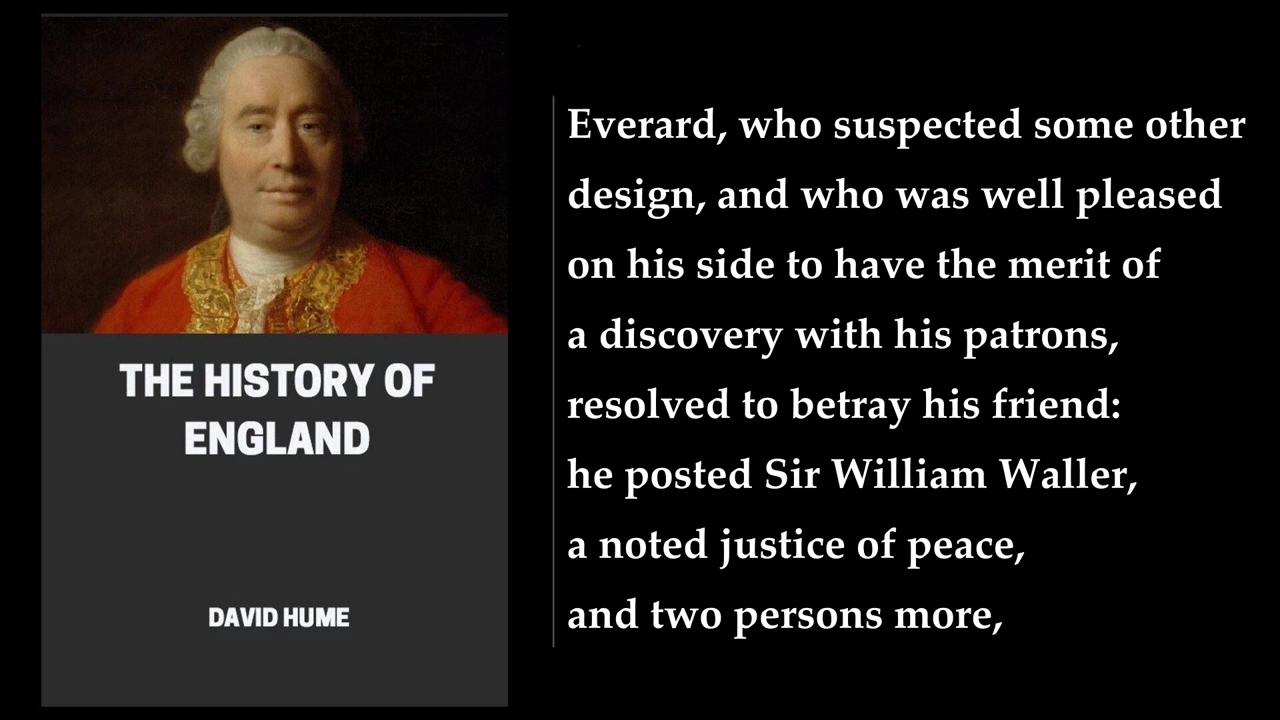 THE HISTORY OF
ENGLAND
DAVID HUME
Everard, who suspected some other
design, and who was well pleased
on his side to have the merit of
a discovery with his patrons,
resolved to betray his friend:
he posted Sir William Waller,
a noted justice of peace,
and two persons more,